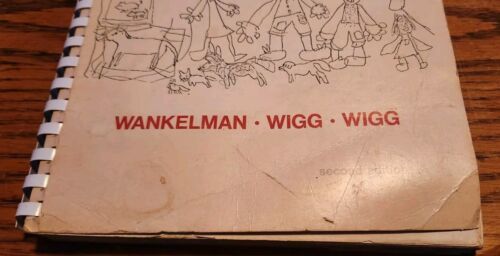 WANKELMAN • WIGG • WIGG
second edition